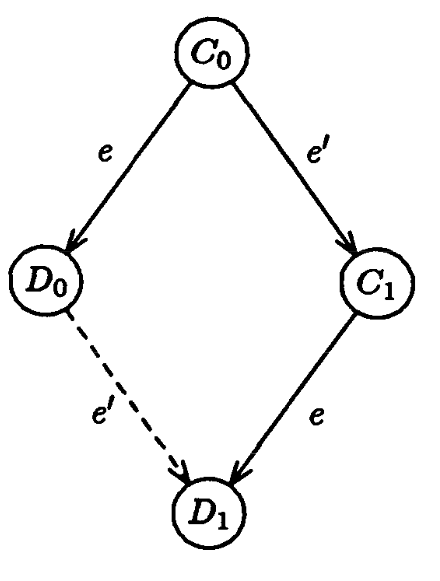 C₀
e e′
D₀ C₁
e′ e
D₁